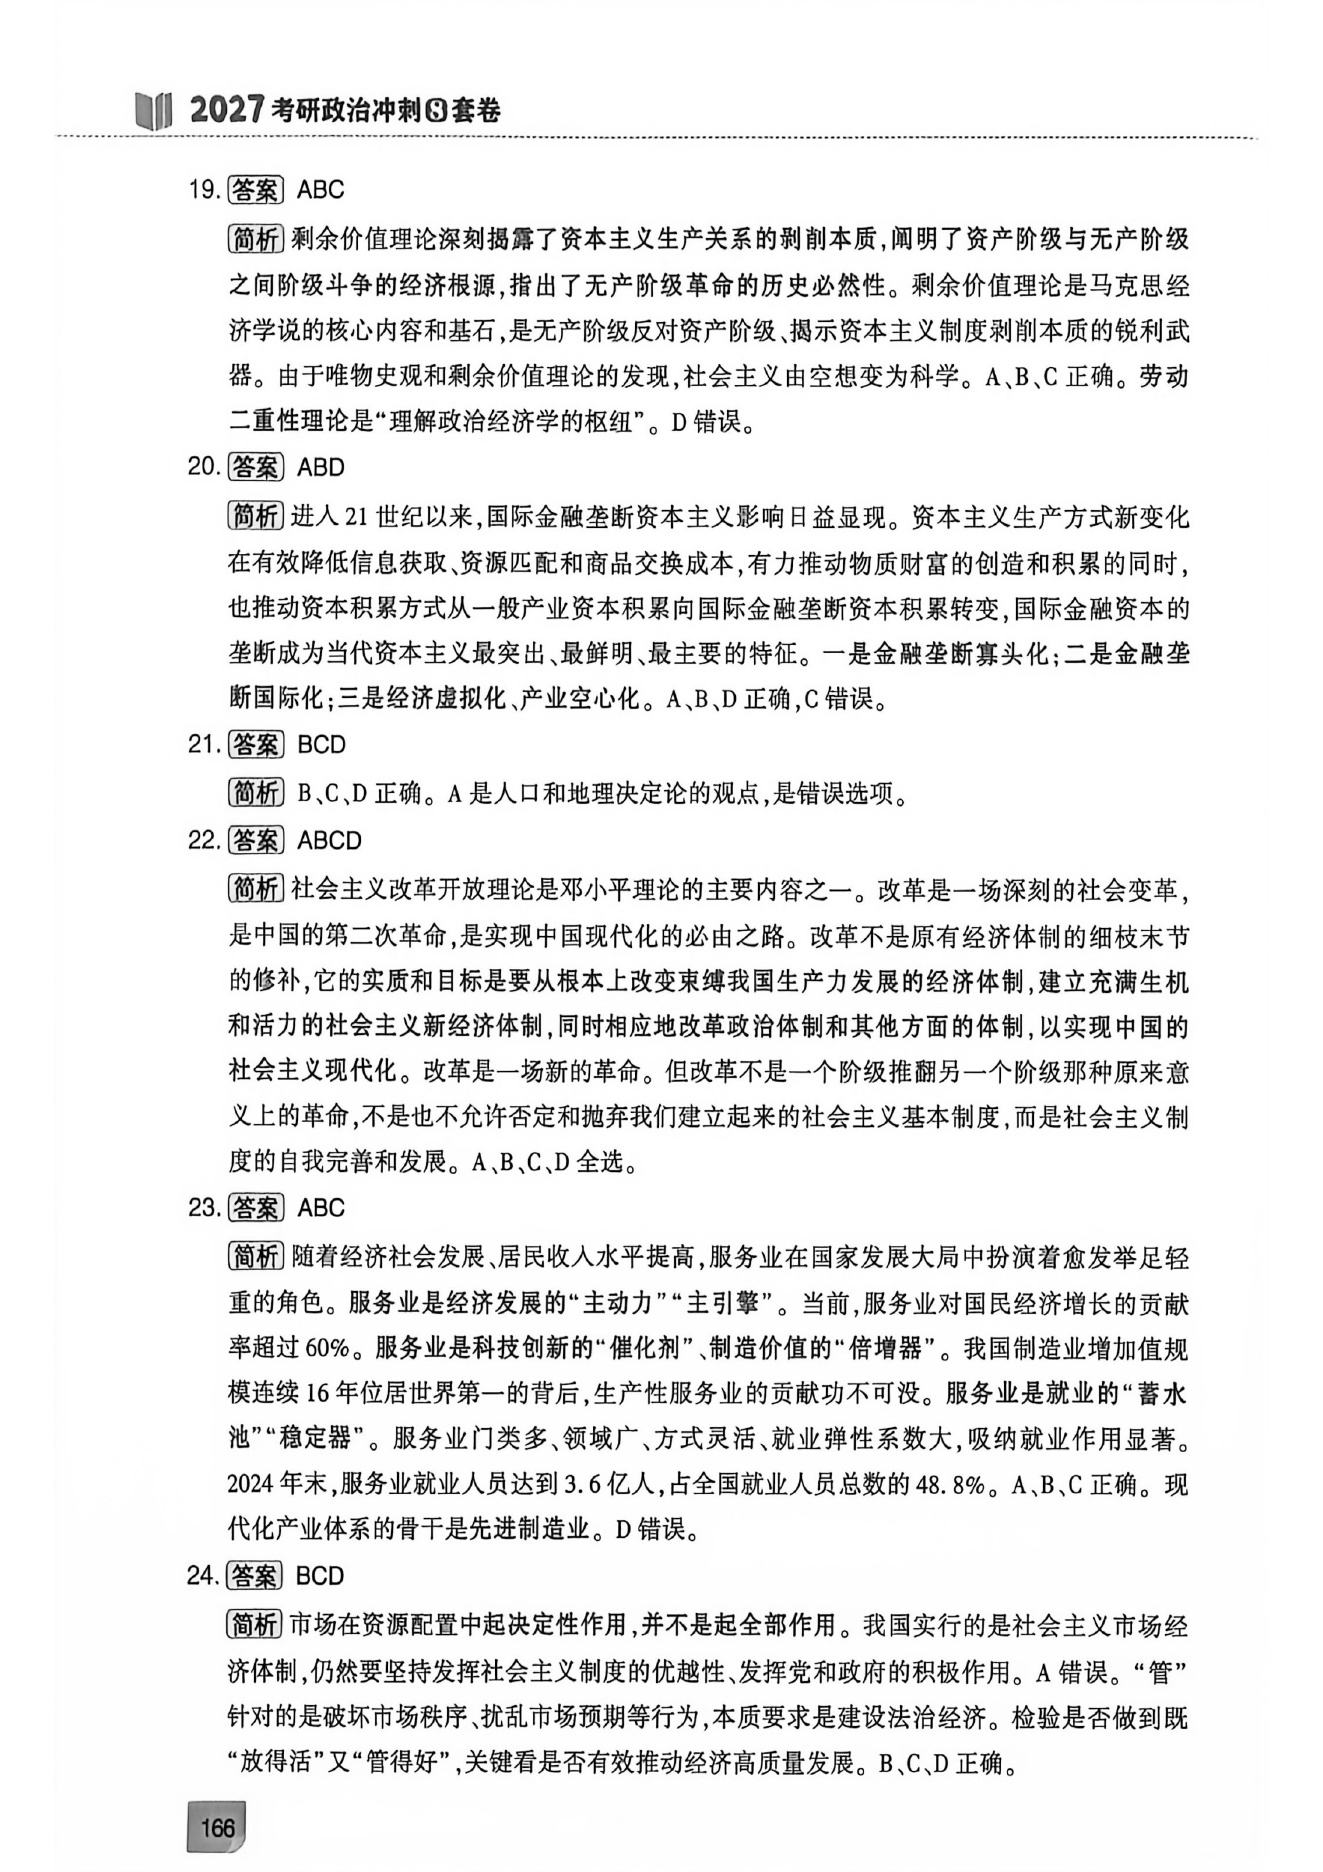 2027考研政治冲刺8套卷
19. 答案 ABC
简析 剩余价值理论深刻揭露了资本主义生产关系的剥削本质,阐明了资产阶级与无产阶级
之间阶级斗争的经济根源,指出了无产阶级革命的历史必然性。剩余价值理论是马克思经
济学说的核心内容和基石,是无产阶级反对资产阶级、揭示资本主义制度剥削本质的锐利武
器。由于唯物史观和剩余价值理论的发现,社会主义由空想变为科学。A、B、C 正确。劳动
二重性理论是“理解政治经济学的枢纽”。D 错误。
20. 答案 ABD
简析 进入 21 世纪以来,国际金融垄断资本主义影响日益显现。资本主义生产方式新变化
在有效降低信息获取、资源匹配和商品交换成本,有力推动物质财富的创造和积累的同时,
也推动资本积累方式从一般产业资本积累向国际金融垄断资本积累转变,国际金融资本的
垄断成为当代资本主义最突出、最鲜明、最主要的特征。一是金融垄断寡头化;二是金融垄
断国际化;三是经济虚拟化、产业空心化。A、B、D 正确,C 错误。
21. 答案 BCD
简析 B、C、D 正确。A 是人口和地理决定论的观点,是错误选项。
22. 答案 ABCD
简析 社会主义改革开放理论是邓小平理论的主要内容之一。改革是一场深刻的社会变革,
是中国的第二次革命,是实现中国现代化的必由之路。改革不是原有经济体制的细枝末节
的修补,它的实质和目标是要从根本上改变束缚我国生产力发展的经济体制,建立充满生机
和活力的社会主义新经济体制,同时相应地改革政治体制和其他方面的体制,以实现中国的
社会主义现代化。改革是一场新的革命。但改革不是一个阶级推翻另一个阶级那种原来意
义上的革命,不是也不允许否定和抛弃我们建立起来的社会主义基本制度,而是社会主义制
度的自我完善和发展。A、B、C、D 全选。
23. 答案 ABC
简析 随着经济社会发展、居民收入水平提高,服务业在国家发展大局中扮演着愈发举足轻
重的角色。服务业是经济发展的“主动力”“主引擎”。当前,服务业对国民经济增长的贡献
率超过 60%。服务业是科技创新的“催化剂”、制造价值的“倍增器”。我国制造业增加值规
模连续 16 年位居世界第一的背后,生产性服务业的贡献功不可没。服务业是就业的“蓄水
池”“稳定器”。服务业门类多、领域广、方式灵活、就业弹性系数大,吸纳就业作用显著。
2024 年末,服务业就业人员达到 3.6 亿人,占全国就业人员总数的 48.8%。A、B、C 正确。现
代化产业体系的骨干是先进制造业。D 错误。
24. 答案 BCD
简析 市场在资源配置中起决定性作用,并不是起全部作用。我国实行的是社会主义市场经
济体制,仍然要坚持发挥社会主义制度的优越性、发挥党和政府的积极作用。A 错误。“管”
针对的是破坏市场秩序、扰乱市场预期等行为,本质要求是建设法治经济。检验是否做到既
“放得活”又“管得好”,关键看是否有效推动经济高质量发展。B、C、D 正确。
166